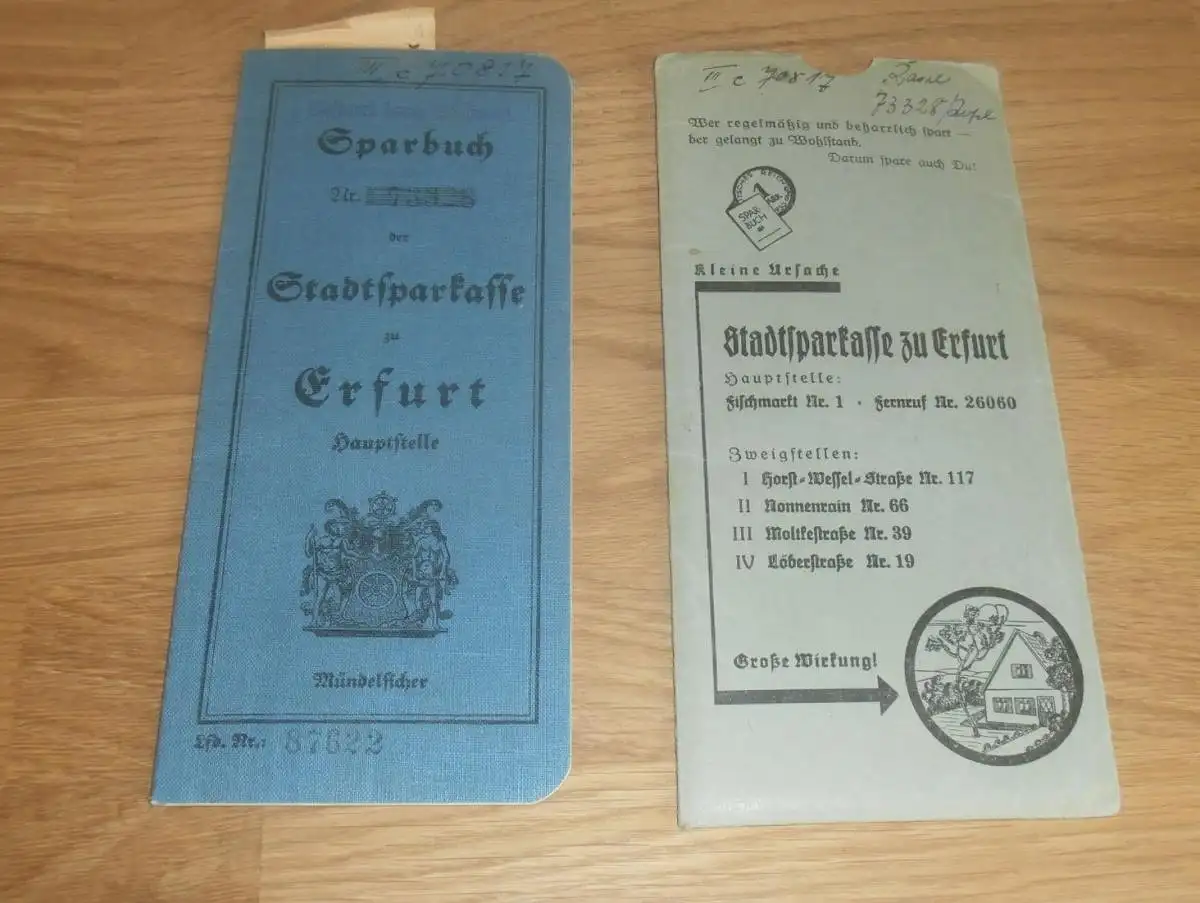 III c 70817
Sparbuch
Nr.
der
Stadtsparkasse
zu
Erfurt
Hauptstelle
Mündelsicher
Lfd. Nr.: 87622
III c 70817
73328
Wer regelmäßig und beharrlich spart —
der gelangt zu Wohlstand.
Darum spare auch Du!
1
SPAR-
BUCH
Kleine Ursache
Stadtsparkasse zu Erfurt
Hauptstelle:
Fischmarkt Nr. 1 · Fernruf Nr. 26060
Zweigstellen:
I Horst-Wessel-Straße Nr. 117
II Nonnenrain Nr. 66
III Moltkestraße Nr. 39
IV Löberstraße Nr. 19
Große Wirkung!